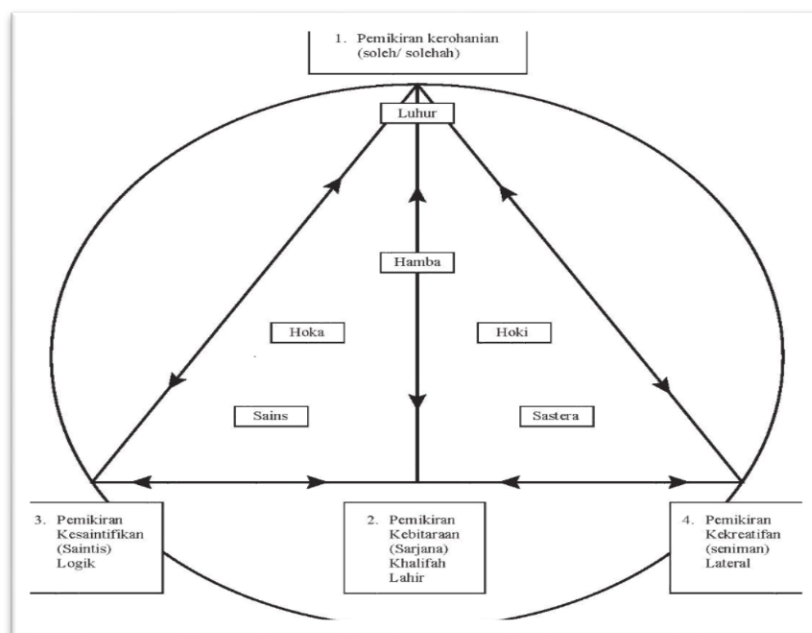 1. Pemikiran kerohanian
(soleh/ solehah)
Luhur
Hamba
Hoka
Hoki
Sains
Sastera
3. Pemikiran
Kesaintifikan
(Saintis)
Logik
2. Pemikiran
Kebitaraan
(Sarjana)
Khalifah
Lahir
4. Pemikiran
Kekreatifan
(seniman)
Lateral